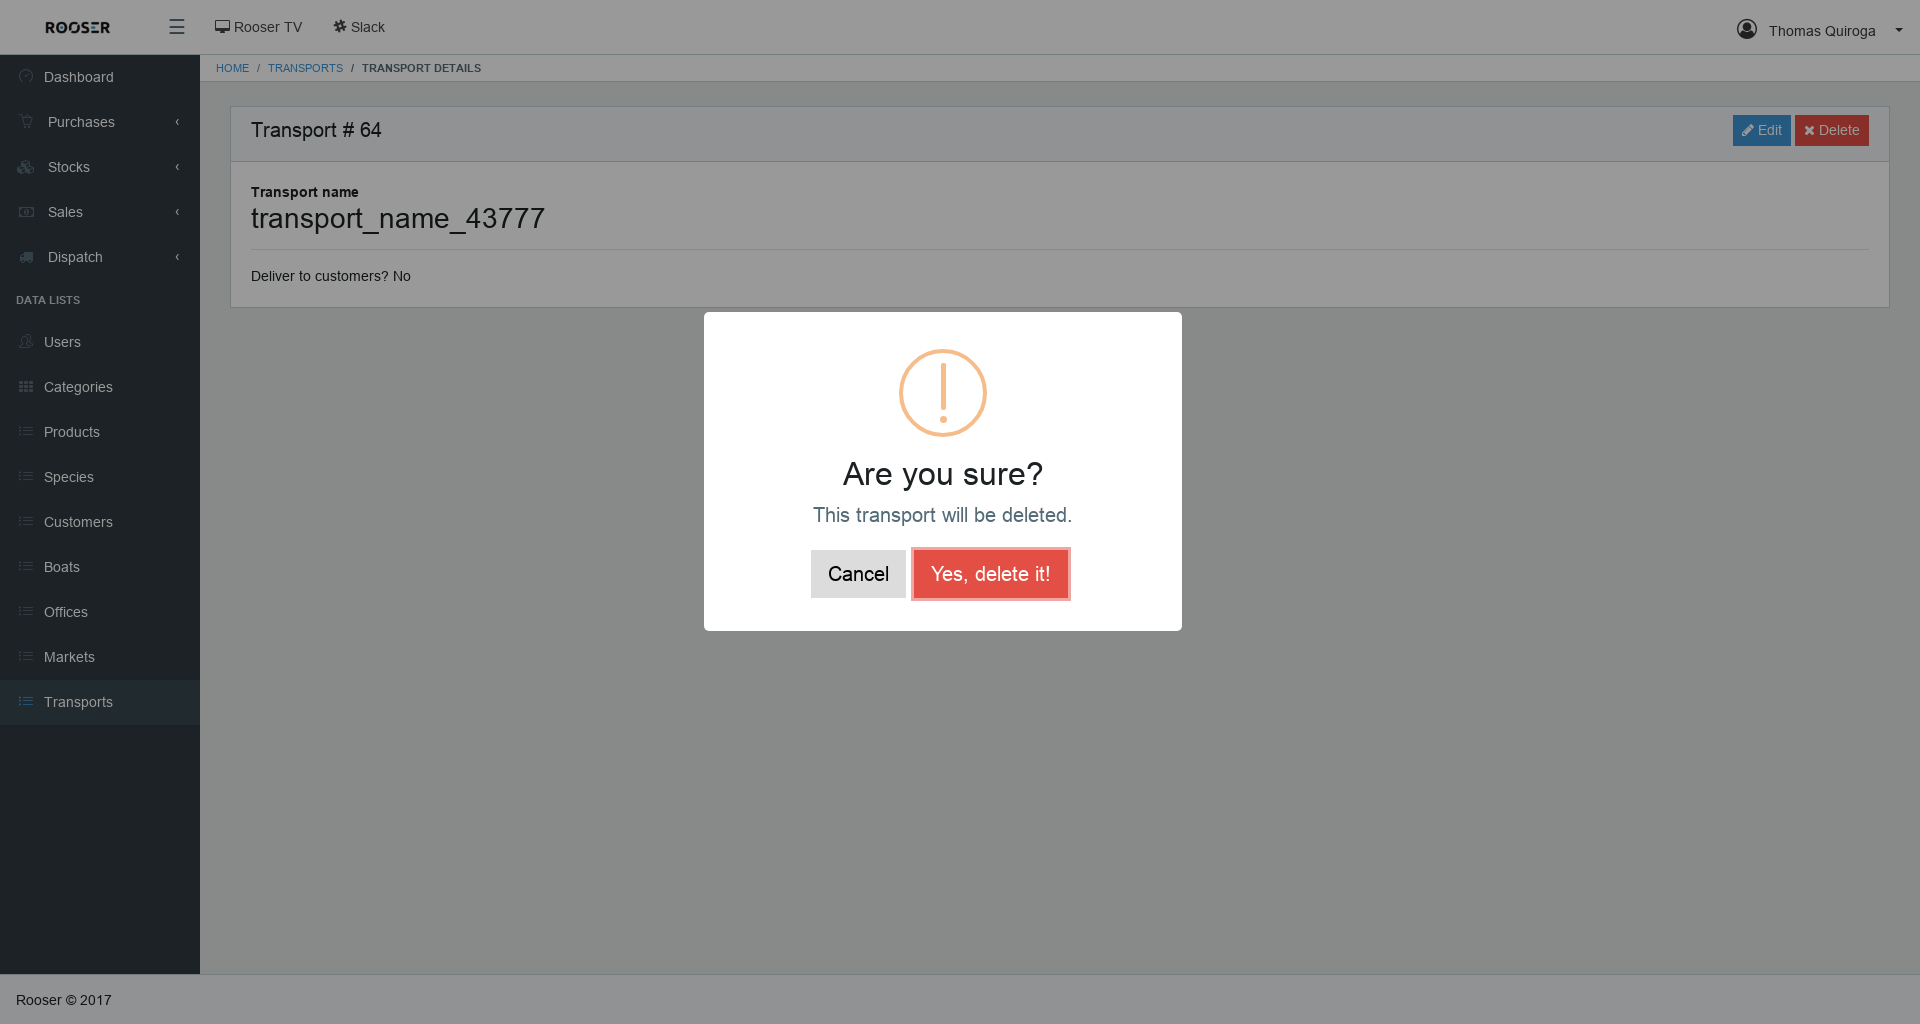 ROOSER
Rooser TV
Slack
Thomas Quiroga
HOME / TRANSPORTS / TRANSPORT DETAILS
Dashboard
Purchases
Stocks
Sales
Dispatch
DATA LISTS
Users
Categories
Products
Species
Customers
Boats
Offices
Markets
Transports
Transport # 64
Edit
Delete
Transport name
transport_name_43777
Deliver to customers? No
Are you sure?
This transport will be deleted.
Cancel
Yes, delete it!
Rooser © 2017